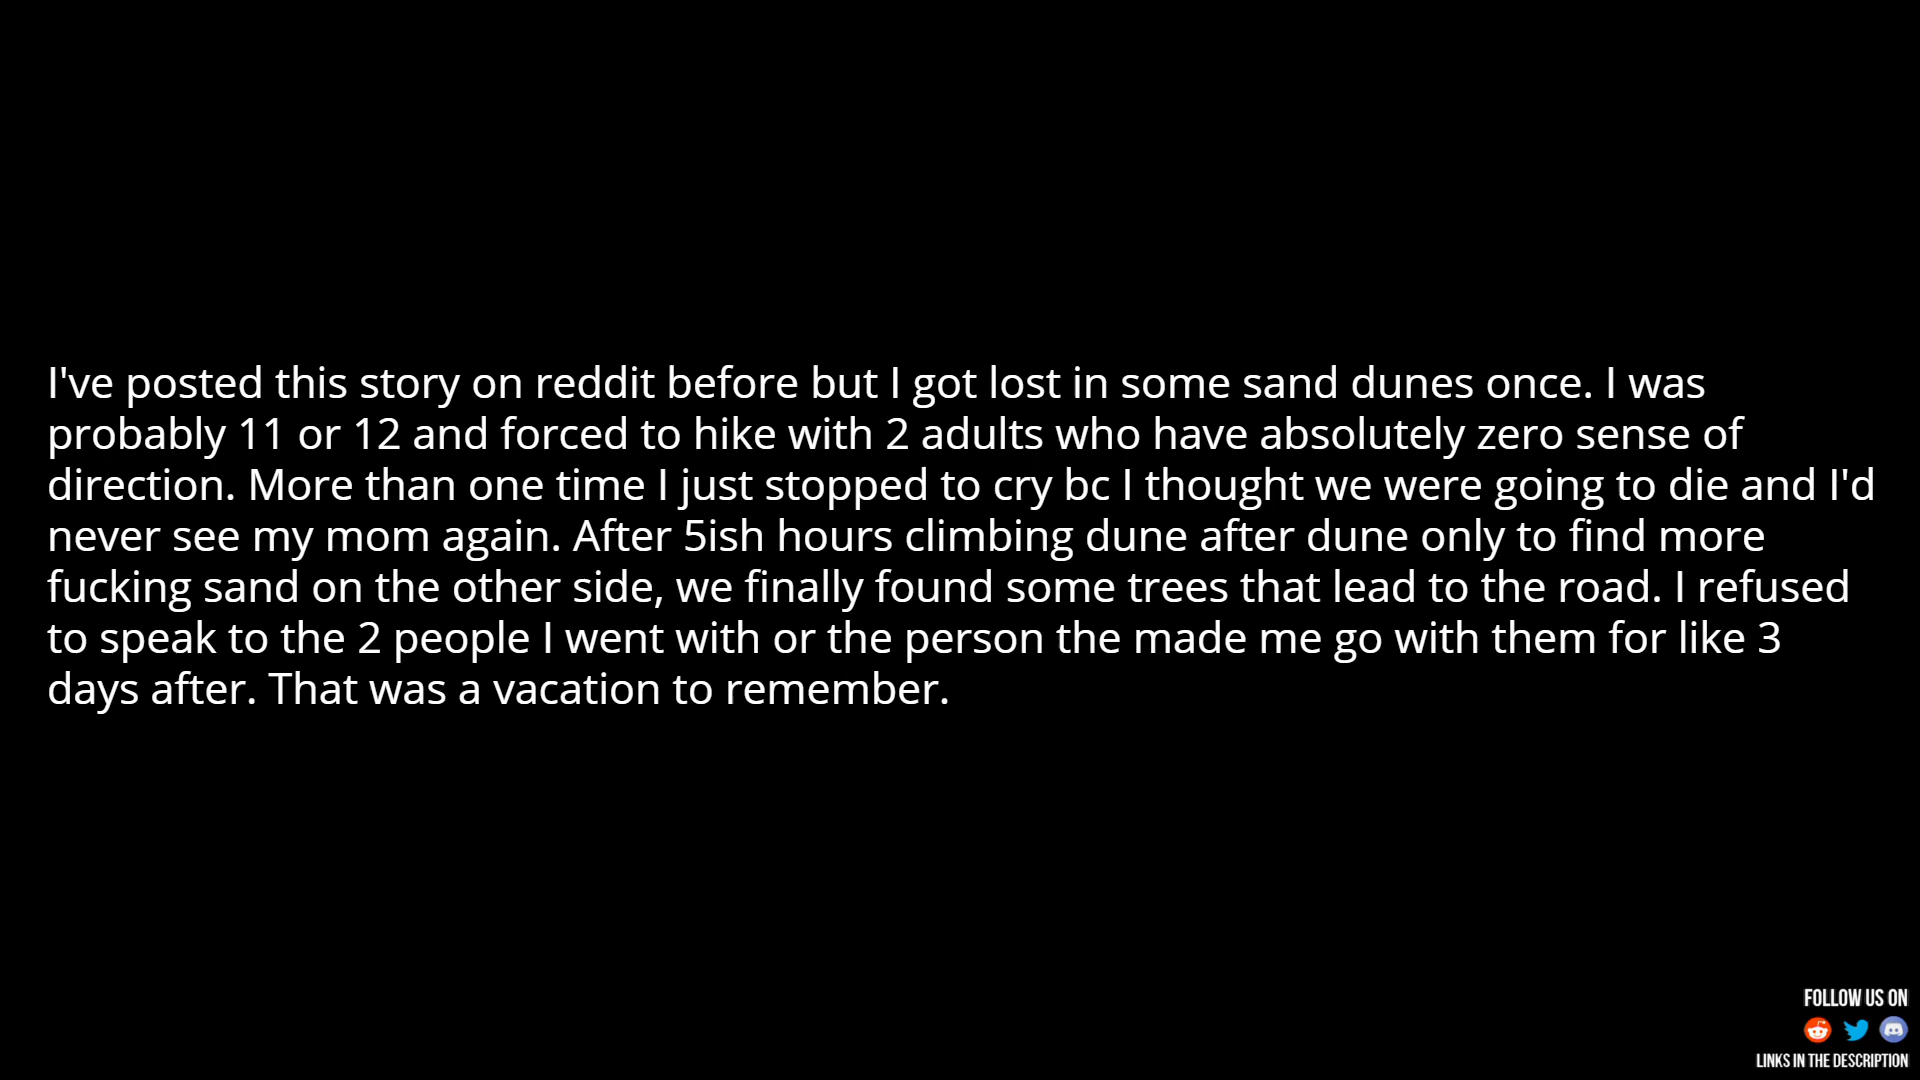 I've posted this story on reddit before but I got lost in some sand dunes once. I was
probably 11 or 12 and forced to hike with 2 adults who have absolutely zero sense of
direction. More than one time I just stopped to cry bc I thought we were going to die and I'd
never see my mom again. After 5ish hours climbing dune after dune only to find more
fucking sand on the other side, we finally found some trees that lead to the road. I refused
to speak to the 2 people I went with or the person the made me go with them for like 3
days after. That was a vacation to remember.
FOLLOW US ON
LINKS IN THE DESCRIPTION